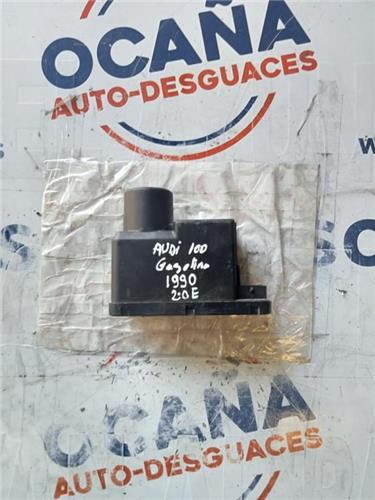 OCAÑA
AUTO-DESGUACES
AUDI 100
Gasolina
1990
2.0E
OCAÑA
AUTO-DESGUACES